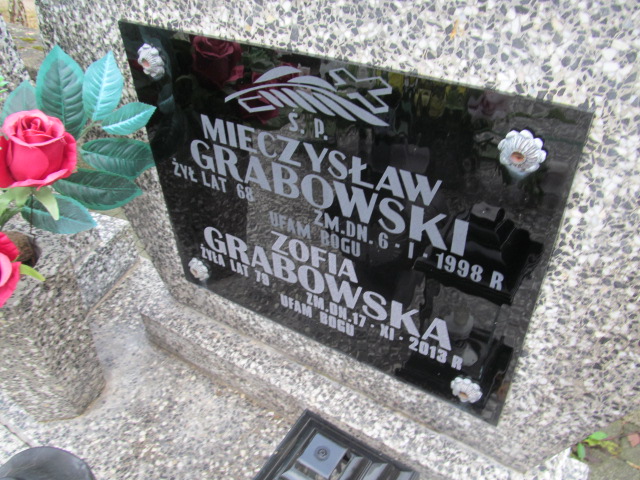 Ś. P.
MIECZYSŁAW
GRABOWSKI
ŻYŁ LAT 68 ZM. DN. 6 - I - 1998 R
UFAM BOGU
ZOFIA
GRABOWSKA
ŻYŁA LAT 70 ZM. DN. 17 - XI - 2013 R
UFAM BOGU